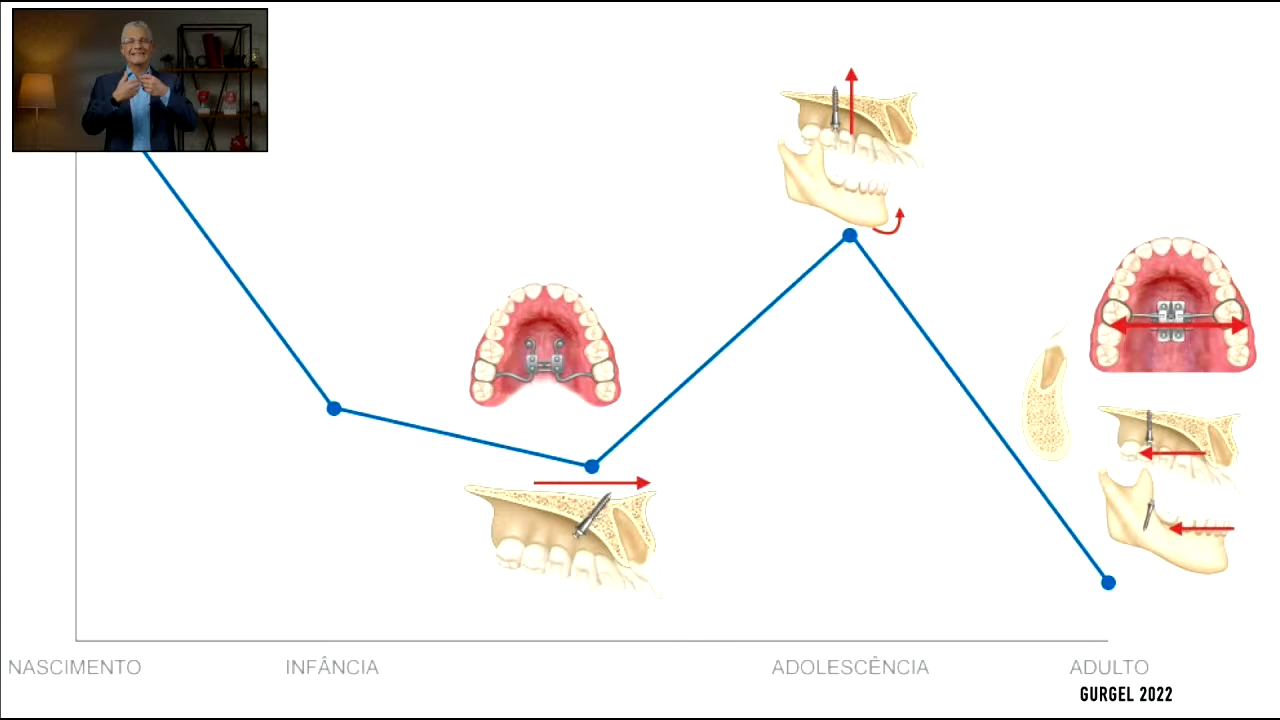 NASCIMENTO
INFÂNCIA
ADOLESCÊNCIA
ADULTO
GURGEL 2022